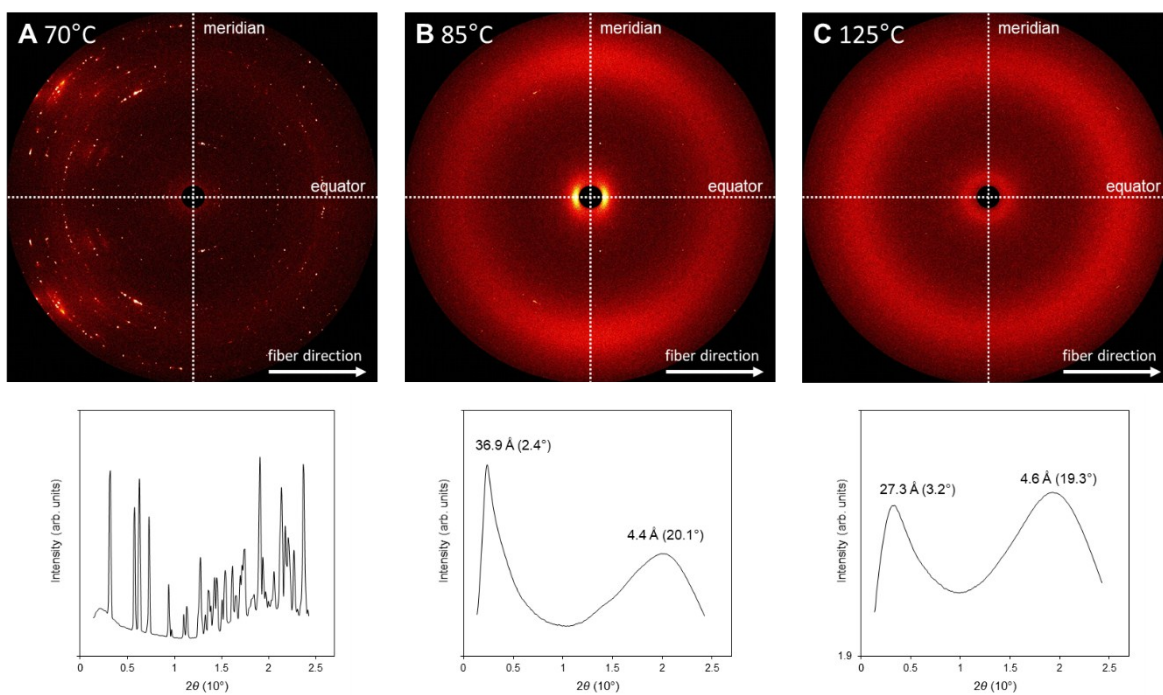 A 70°C
meridian
equator
fiber direction
B 85°C
meridian
equator
fiber direction
C 125°C
meridian
equator
fiber direction
Intensity (arb. units)
0
0.5
1
1.5
2
2.5
2θ (10°)
36.9 Å (2.4°)
4.4 Å (20.1°)
Intensity (arb. units)
0
0.5
1
1.5
2
2.5
2θ (10°)
27.3 Å (3.2°)
4.6 Å (19.3°)
Intensity (arb. units)
1.9
0
0.5
1
1.5
2
2.5
2θ (10°)